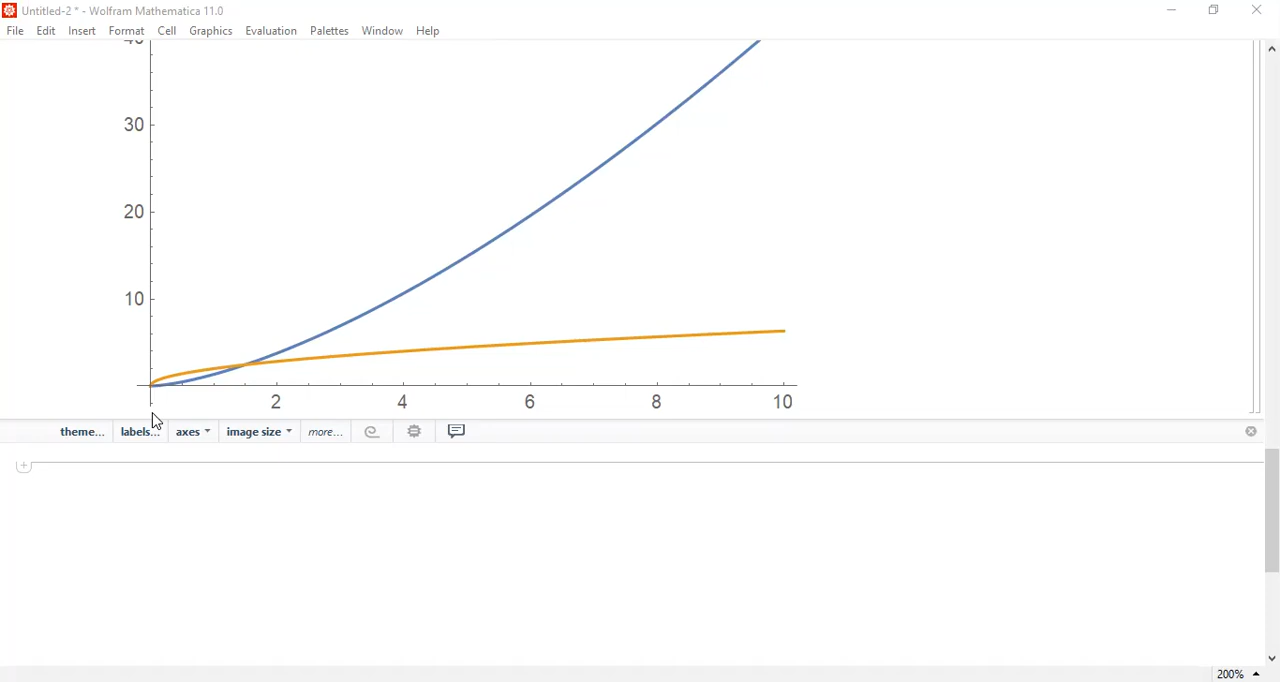 Untitled-2 * - Wolfram Mathematica 11.0
File Edit Insert Format Cell Graphics Evaluation Palettes Window Help
40
30
20
10
2 4 6 8 10
theme... labels... axes image size more...
200%